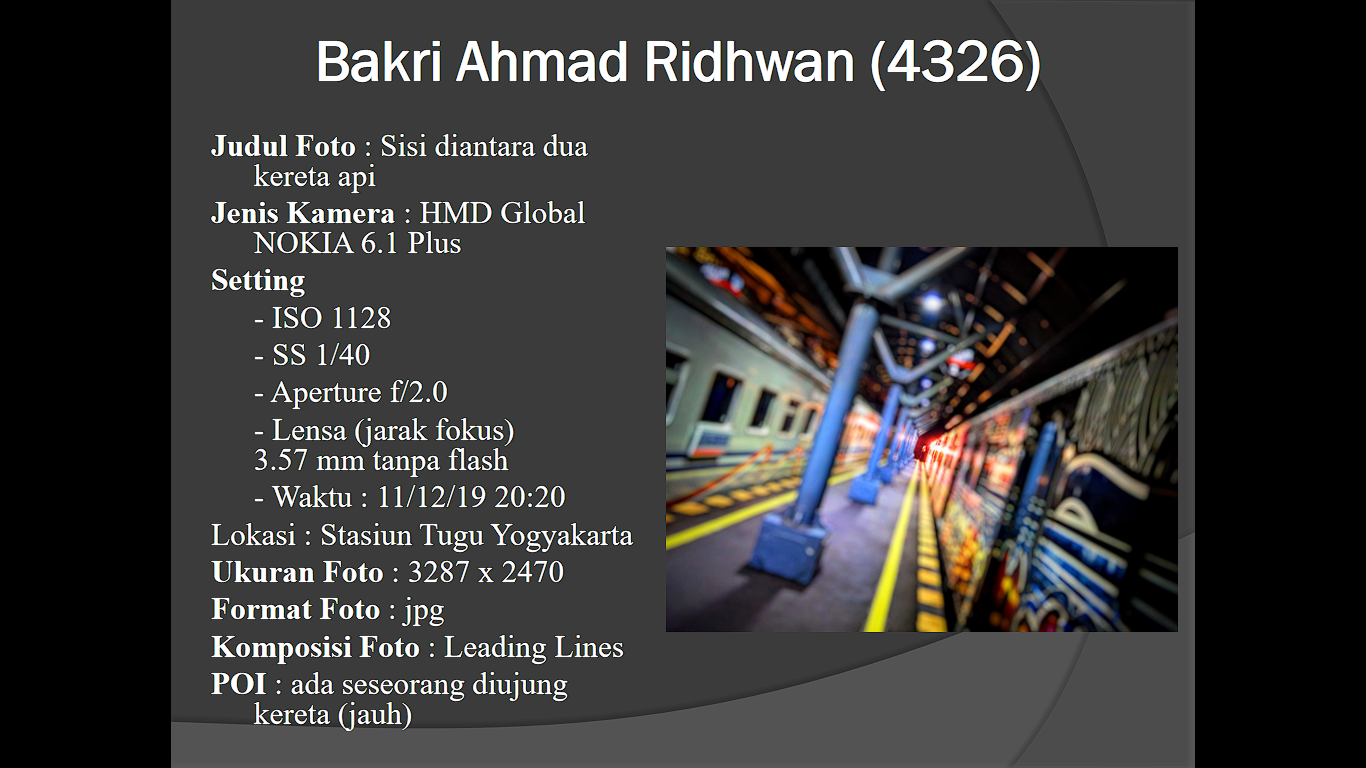 Bakri Ahmad Ridhwan (4326)
Judul Foto : Sisi diantara dua
kereta api
Jenis Kamera : HMD Global
NOKIA 6.1 Plus
Setting
- ISO 1128
- SS 1/40
- Aperture f/2.0
- Lensa (jarak fokus)
3.57 mm tanpa flash
- Waktu : 11/12/19 20:20
Lokasi : Stasiun Tugu Yogyakarta
Ukuran Foto : 3287 x 2470
Format Foto : jpg
Komposisi Foto : Leading Lines
POI : ada seseorang diujung
kereta (jauh)